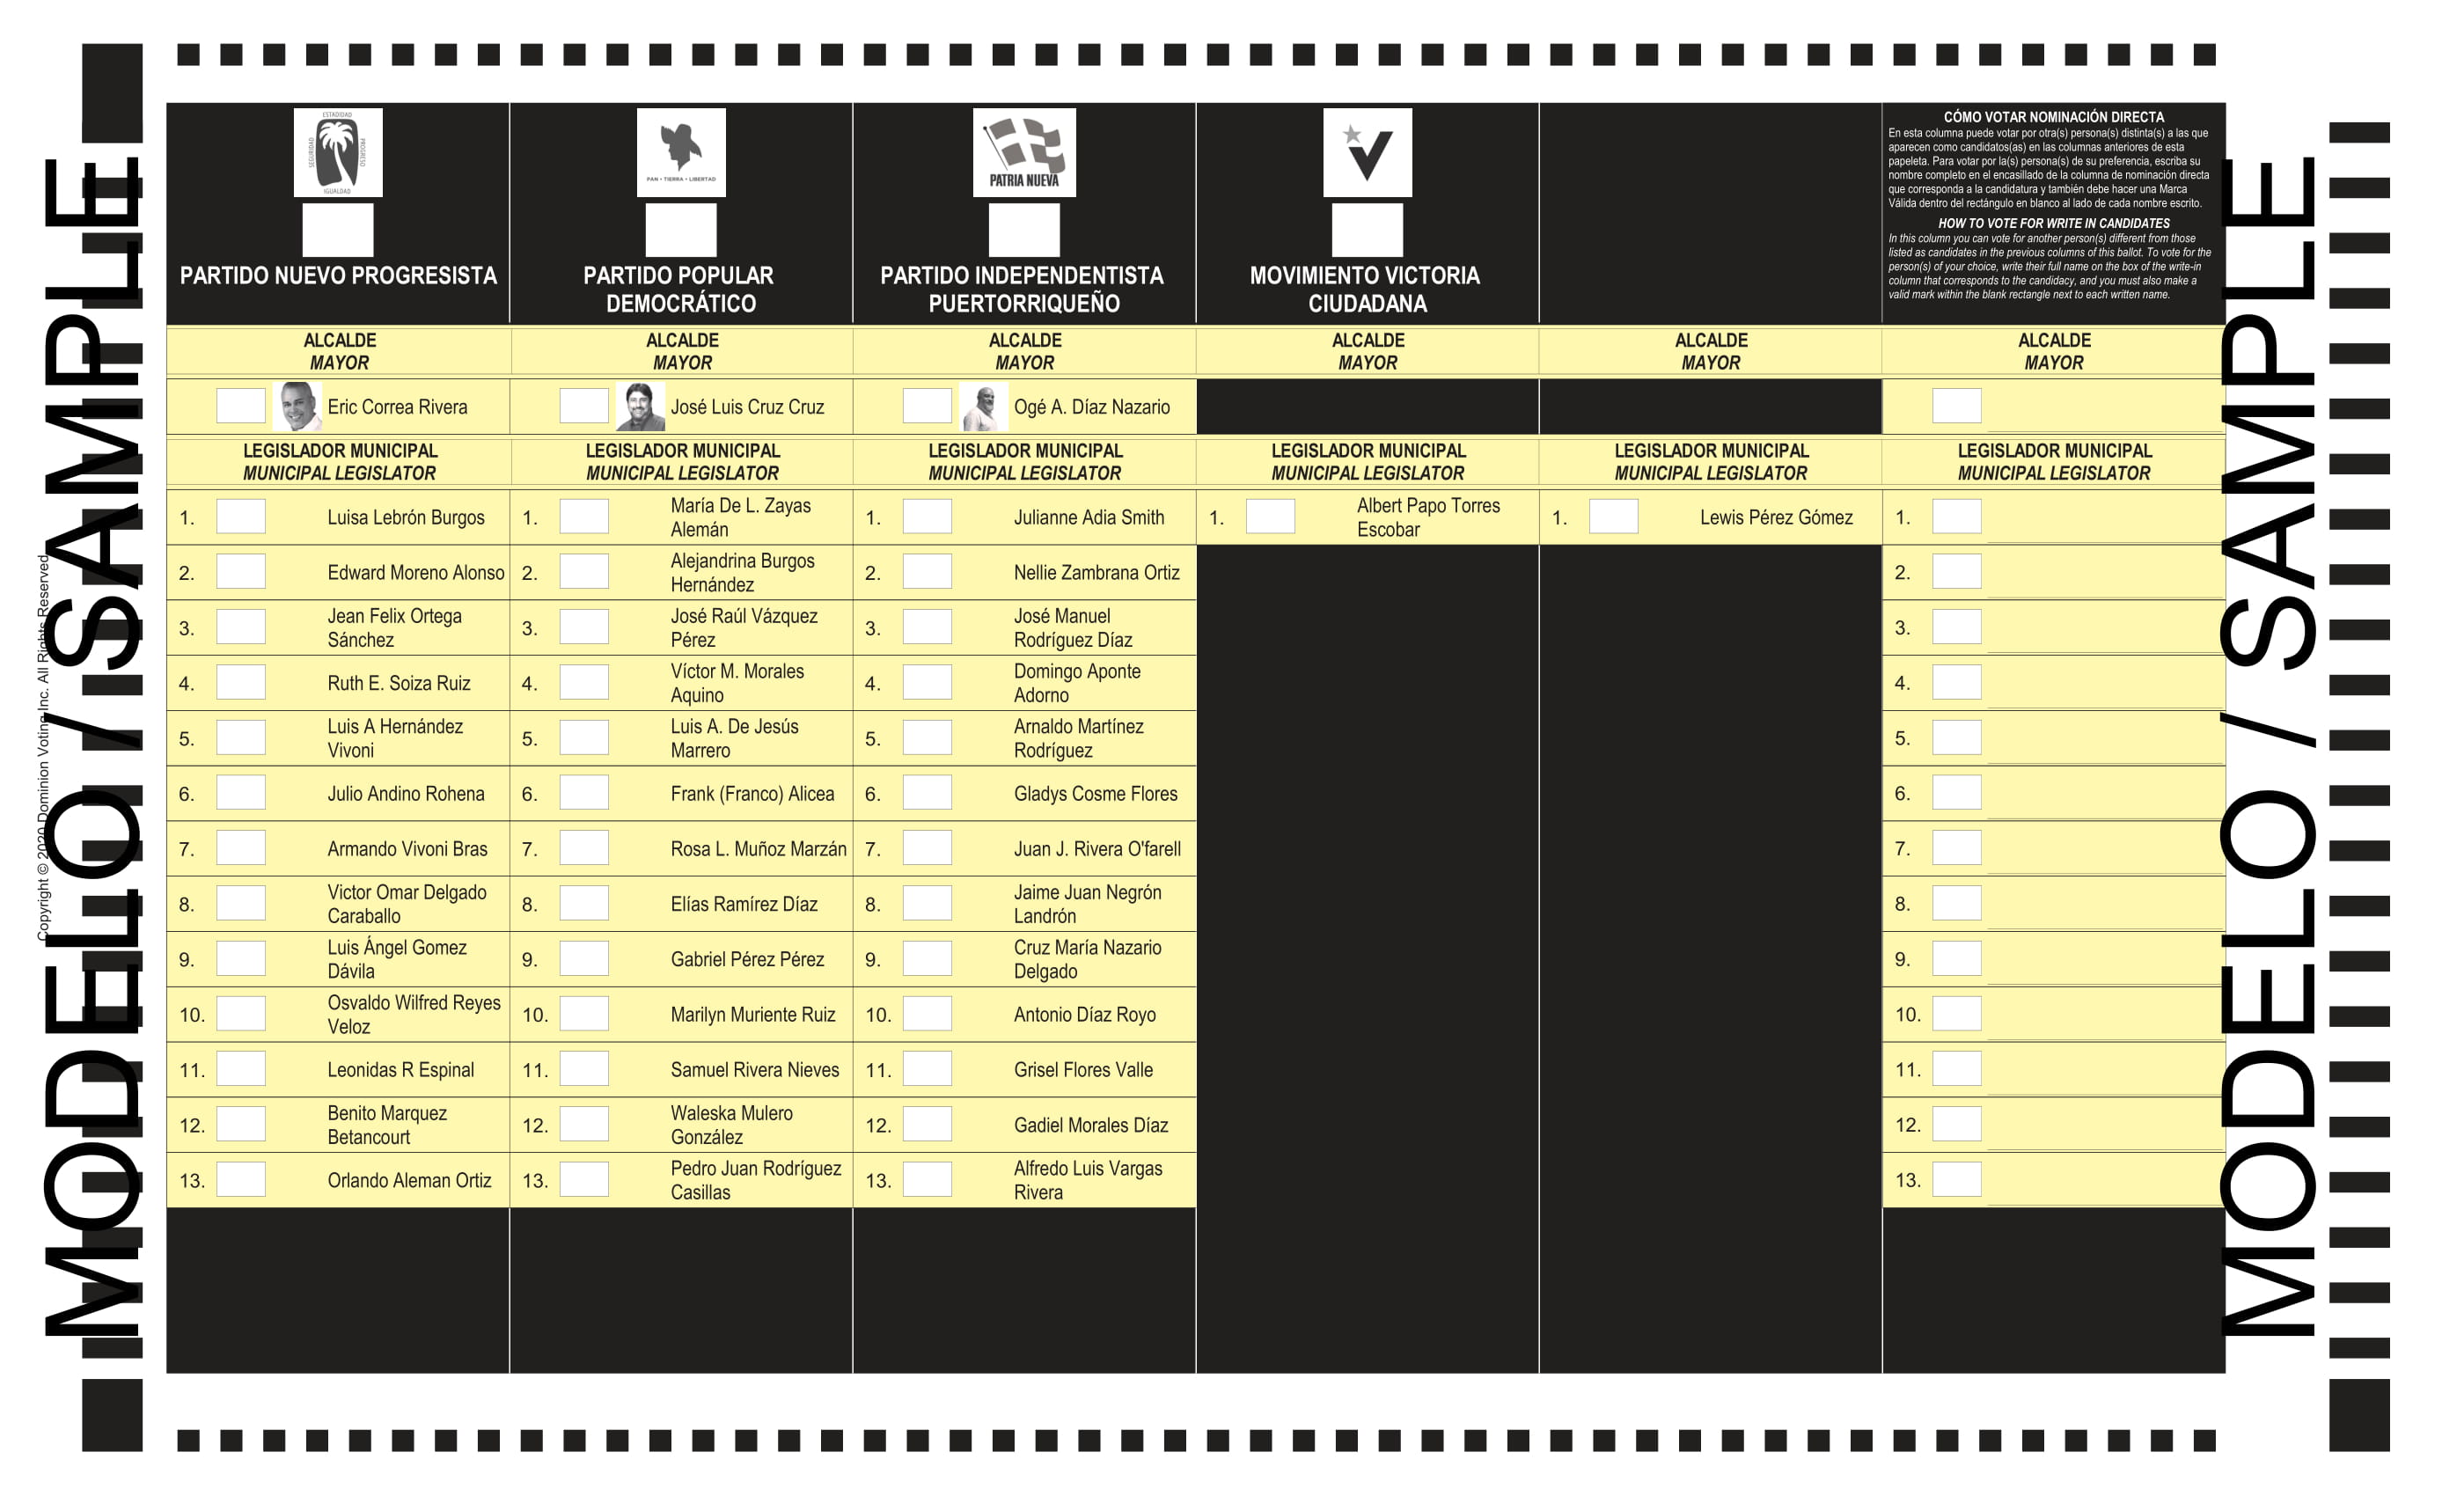 MODELO / SAMPLE
Copyright © 2020 Dominion Voting Inc. All Rights Reserved
ESTADIDAD
SEGURIDAD
PROGRESO
IGUALDAD
PARTIDO NUEVO PROGRESISTA
PAN • TIERRA • LIBERTAD
PARTIDO POPULAR
DEMOCRÁTICO
PATRIA NUEVA
PARTIDO INDEPENDENTISTA
PUERTORRIQUEÑO
MOVIMIENTO VICTORIA
CIUDADANA
CÓMO VOTAR NOMINACIÓN DIRECTA
En esta columna puede votar por otra(s) persona(s) distinta(s) a las que
aparecen como candidatos(as) en las columnas anteriores de esta
papeleta. Para votar por la(s) persona(s) de su preferencia, escriba su
nombre completo en el encasillado de la columna de nominación directa
que corresponda a la candidatura y también debe hacer una Marca
Válida dentro del rectángulo en blanco al lado de cada nombre escrito.
HOW TO VOTE FOR WRITE IN CANDIDATES
In this column you can vote for another person(s) different from those
listed as candidates in the previous columns of this ballot. To vote for the
person(s) of your choice, write their full name on the box of the write-in
column that corresponds to the candidacy, and you must also make a
valid mark within the blank rectangle next to each written name.
ALCALDE
MAYOR
Eric Correa Rivera
LEGISLADOR MUNICIPAL
MUNICIPAL LEGISLATOR
1. Luisa Lebrón Burgos
2. Edward Moreno Alonso
3. Jean Felix Ortega
Sánchez
4. Ruth E. Soiza Ruiz
5. Luis A Hernández
Vivoni
6. Julio Andino Rohena
7. Armando Vivoni Bras
8. Victor Omar Delgado
Caraballo
9. Luis Ángel Gomez
Dávila
10. Osvaldo Wilfred Reyes
Veloz
11. Leonidas R Espinal
12. Benito Marquez
Betancourt
13. Orlando Aleman Ortiz
ALCALDE
MAYOR
José Luis Cruz Cruz
LEGISLADOR MUNICIPAL
MUNICIPAL LEGISLATOR
1. María De L. Zayas
Alemán
2. Alejandrina Burgos
Hernández
3. José Raúl Vázquez
Pérez
4. Víctor M. Morales
Aquino
5. Luis A. De Jesús
Marrero
6. Frank (Franco) Alicea
7. Rosa L. Muñoz Marzán
8. Elías Ramírez Díaz
9. Gabriel Pérez Pérez
10. Marilyn Muriente Ruiz
11. Samuel Rivera Nieves
12. Waleska Mulero
González
13. Pedro Juan Rodríguez
Casillas
ALCALDE
MAYOR
Ogé A. Díaz Nazario
LEGISLADOR MUNICIPAL
MUNICIPAL LEGISLATOR
1. Julianne Adia Smith
2. Nellie Zambrana Ortiz
3. José Manuel
Rodríguez Díaz
4. Domingo Aponte
Adorno
5. Arnaldo Martínez
Rodríguez
6. Gladys Cosme Flores
7. Juan J. Rivera O'farell
8. Jaime Juan Negrón
Landrón
9. Cruz María Nazario
Delgado
10. Antonio Díaz Royo
11. Grisel Flores Valle
12. Gadiel Morales Díaz
13. Alfredo Luis Vargas
Rivera
ALCALDE
MAYOR
LEGISLADOR MUNICIPAL
MUNICIPAL LEGISLATOR
1. Albert Papo Torres
Escobar
ALCALDE
MAYOR
LEGISLADOR MUNICIPAL
MUNICIPAL LEGISLATOR
1. Lewis Pérez Gómez
ALCALDE
MAYOR
LEGISLADOR MUNICIPAL
MUNICIPAL LEGISLATOR
1.
2.
3.
4.
5.
6.
7.
8.
9.
10.
11.
12.
13.
MODELO / SAMPLE